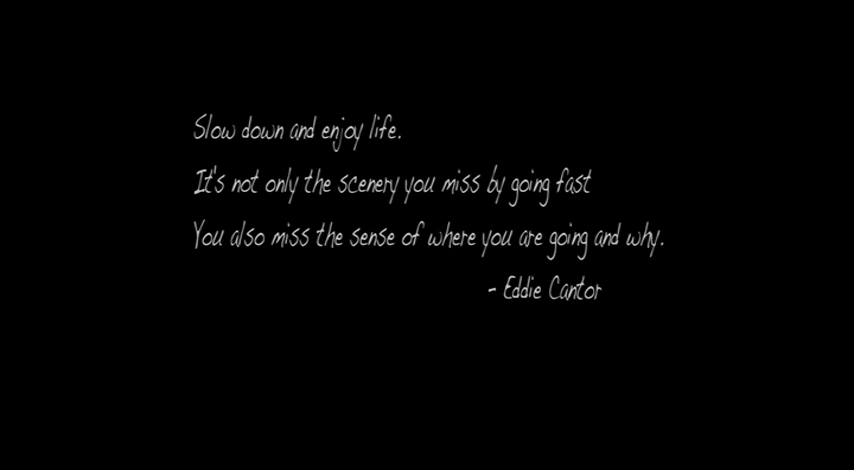 Slow down and enjoy life.
It's not only the scenery you miss by going fast
You also miss the sense of where you are going and why.
- Eddie Cantor